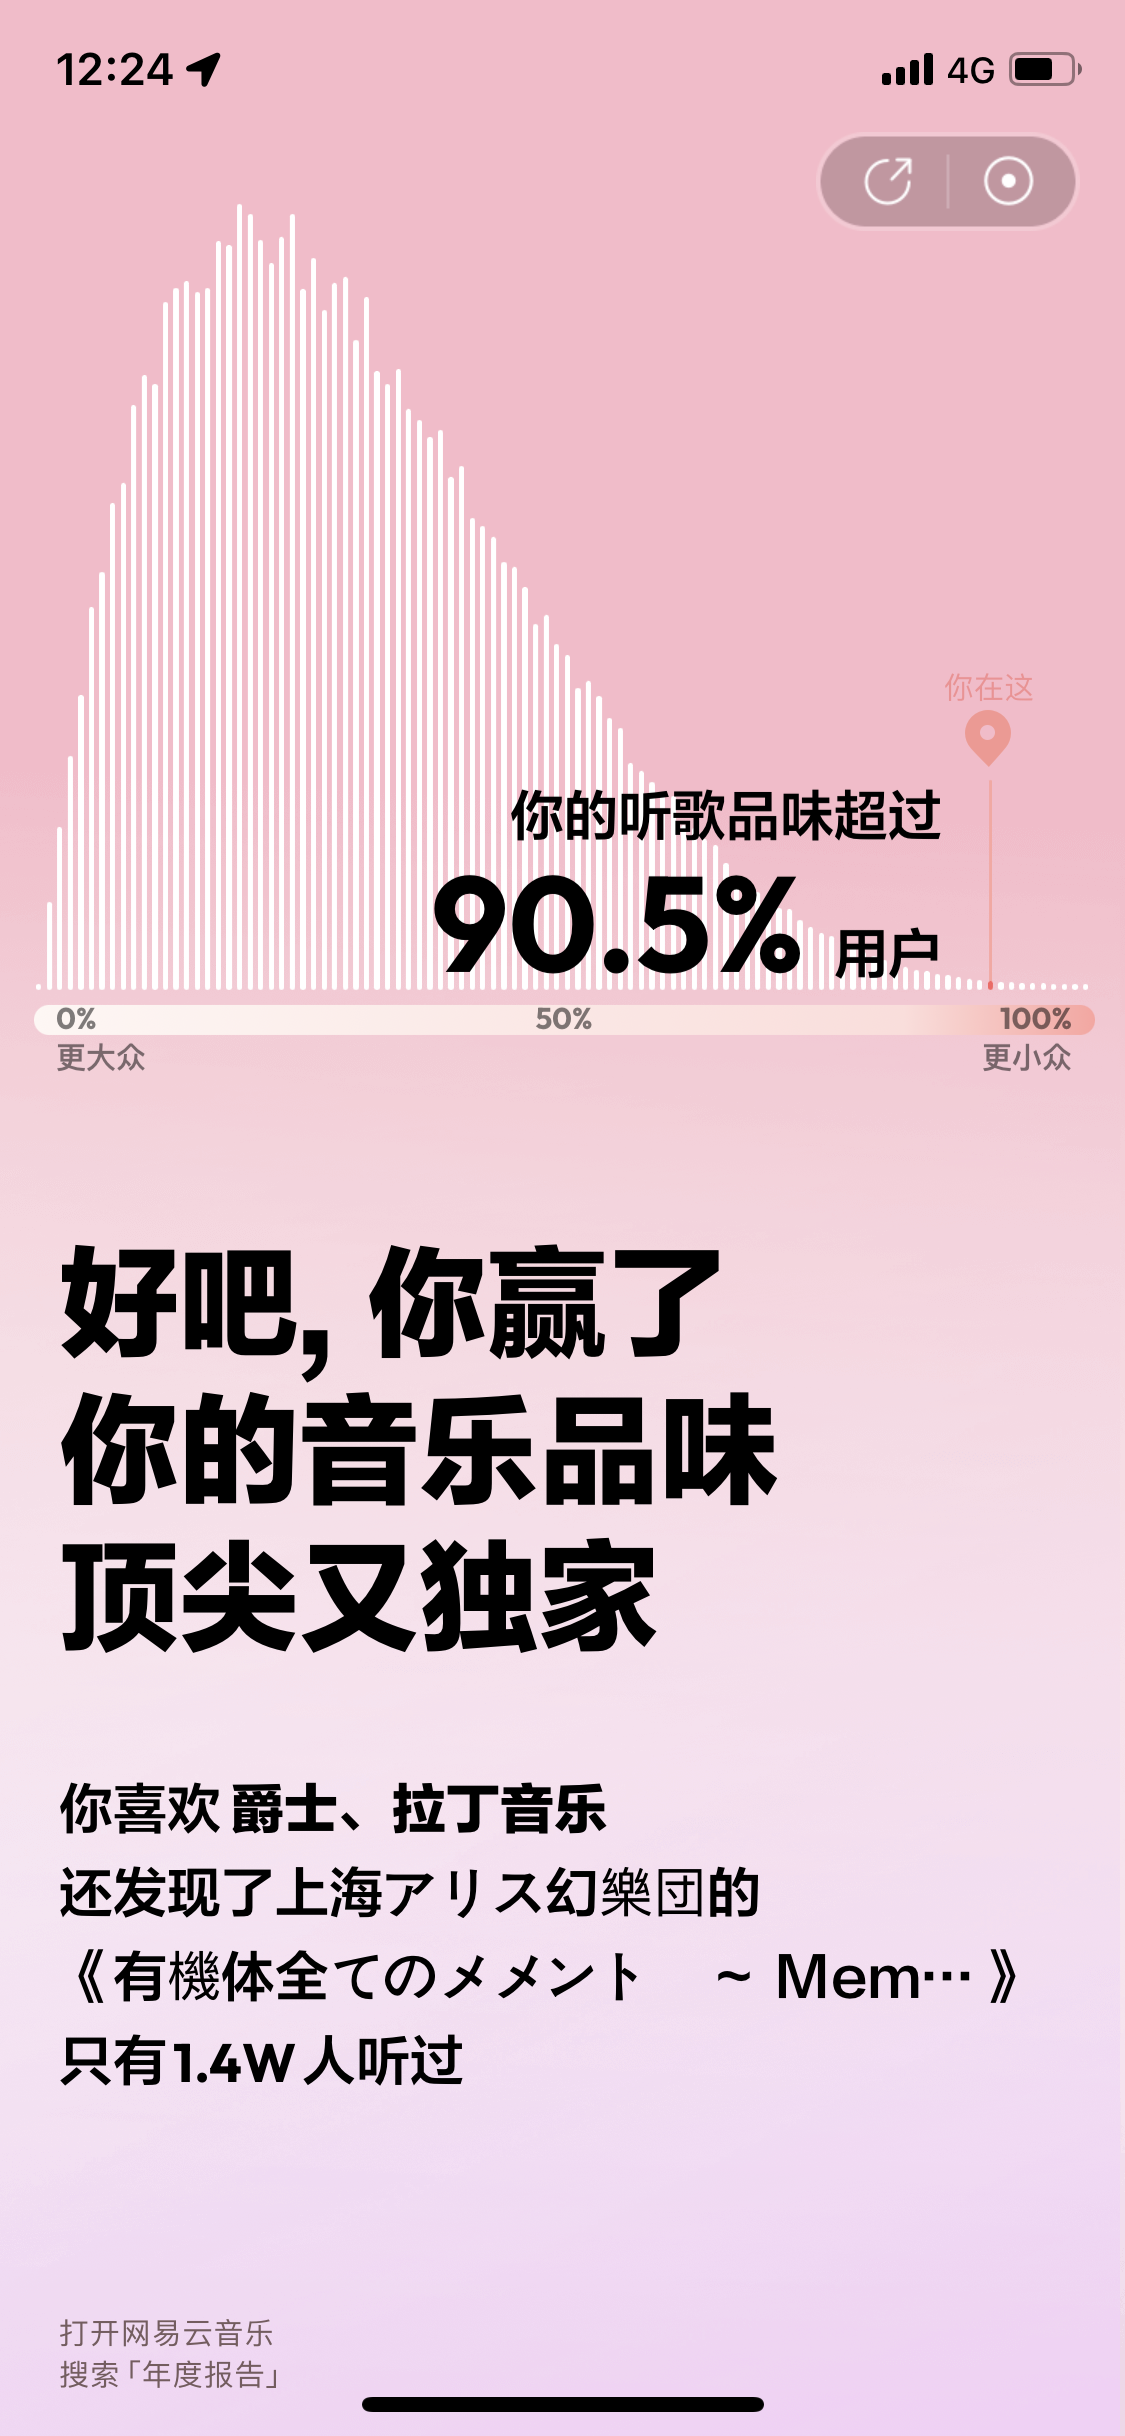 12:24
4G
你在这
你的听歌品味超过
90.5% 用户
0% 50% 100%
更大众 更小众
好吧, 你赢了
你的音乐品味
顶尖又独家
你喜欢 爵士、拉丁音乐
还发现了上海アリス幻樂団的
《有機体全てのメメント　~ Mem…》
只有1.4W人听过
打开网易云音乐
搜索「年度报告」